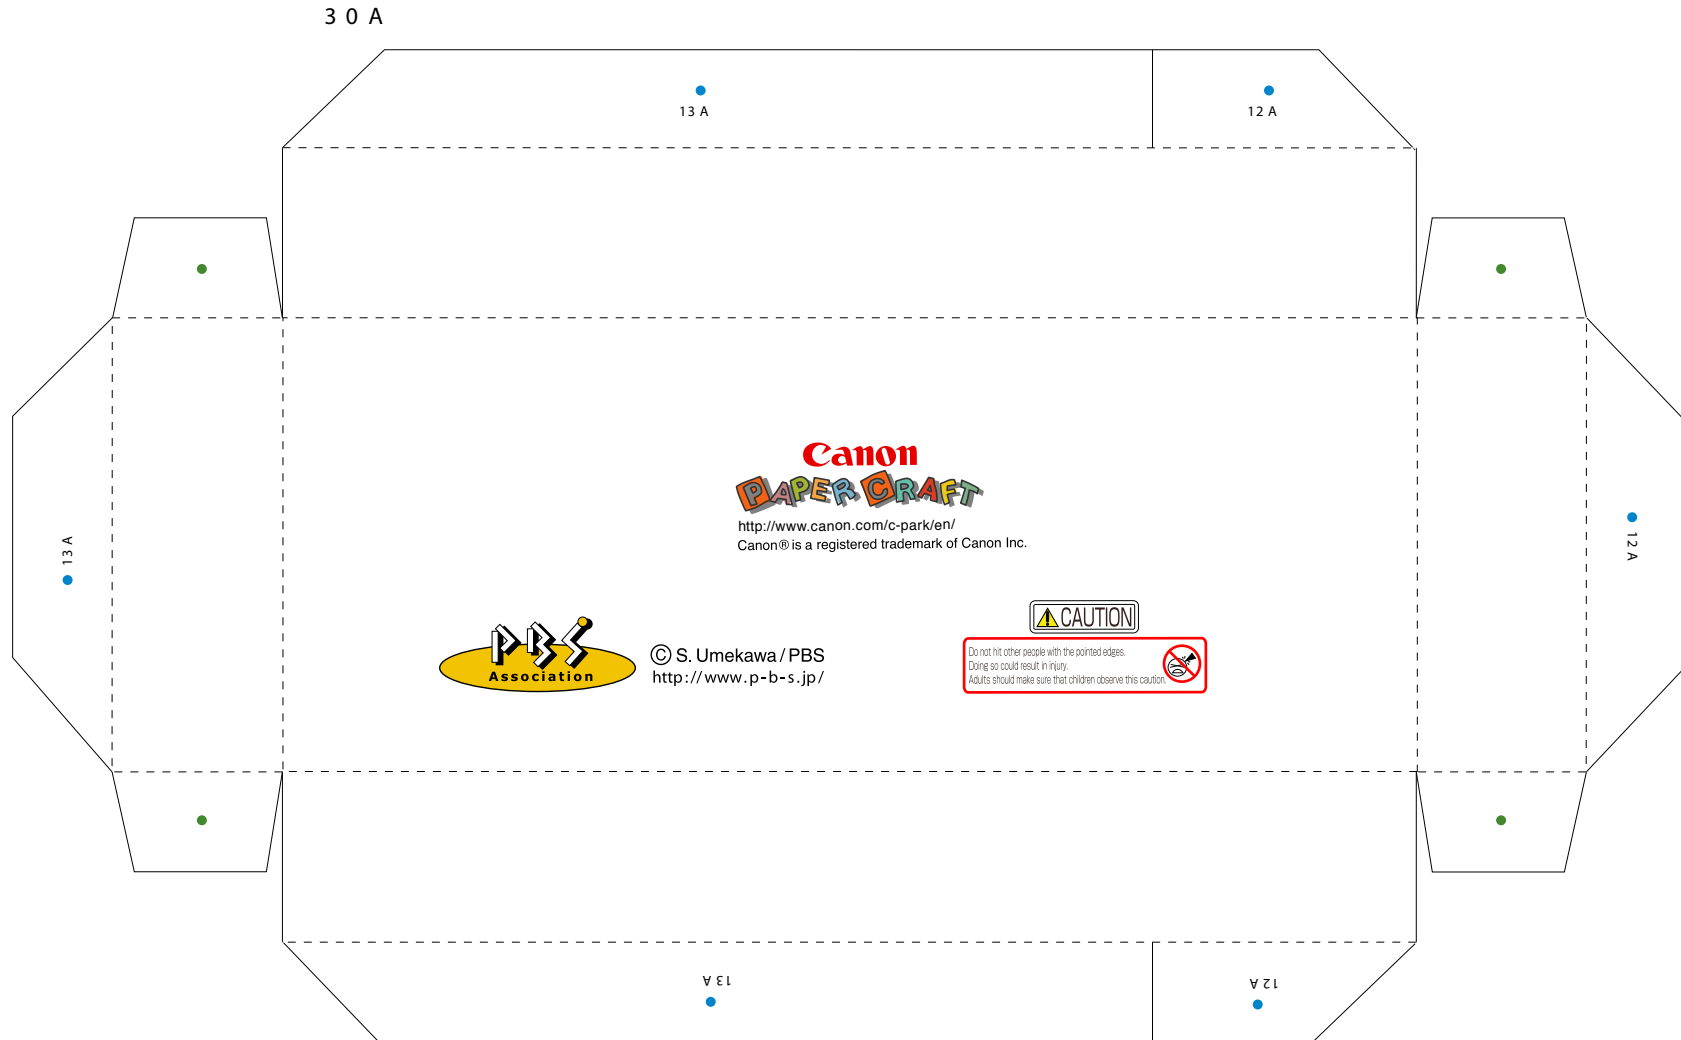 30A
13 A
12 A
Canon
PAPER CRAFT
http://www.canon.com/c-park/en/
Canon® is a registered trademark of Canon Inc.
13 A
12 A
CAUTION
Do not hit other people with the pointed edges.
Doing so could result in injury.
Adults should make sure that children observe this caution.
PBS
Association
© S. Umekawa / PBS
http://www.p-b-s.jp/
13 A
12 A